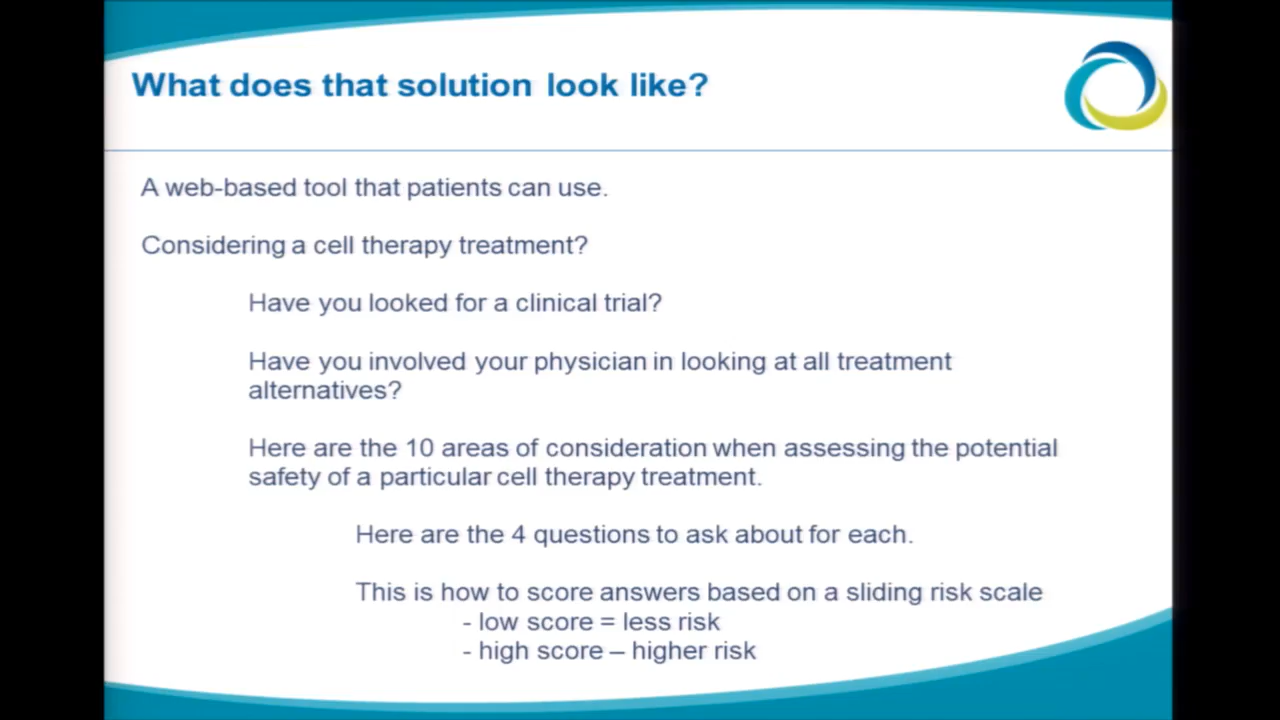 What does that solution look like?
A web-based tool that patients can use.
Considering a cell therapy treatment?
Have you looked for a clinical trial?
Have you involved your physician in looking at all treatment
alternatives?
Here are the 10 areas of consideration when assessing the potential
safety of a particular cell therapy treatment.
Here are the 4 questions to ask about for each.
This is how to score answers based on a sliding risk scale
- low score = less risk
- high score – higher risk